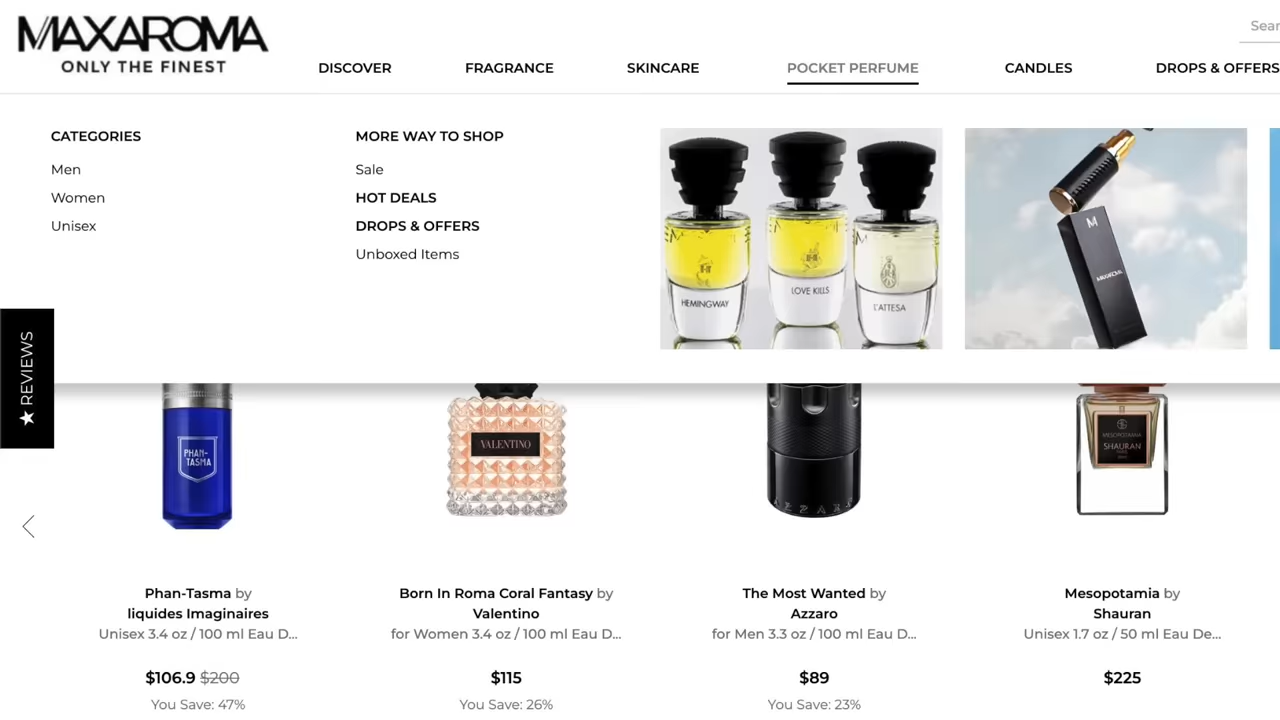 MAXAROMA
ONLY THE FINEST
Sear
DISCOVER
FRAGRANCE
SKINCARE
POCKET PERFUME
CANDLES
DROPS & OFFERS
CATEGORIES
Men
Women
Unisex
MORE WAY TO SHOP
Sale
HOT DEALS
DROPS & OFFERS
Unboxed Items
HEMINGWAY
LOVE KILLS
L'ATTESA
M
MAXAROMA
★ REVIEWS
PHAN-
TASMA
VALENTINO
AZZARO
MESOPOTAMIA
SHAURAN
PARIS
Phan-Tasma by
liquides Imaginaires
Unisex 3.4 oz / 100 ml Eau D...
$106.9 $200
You Save: 47%
Born In Roma Coral Fantasy by
Valentino
for Women 3.4 oz / 100 ml Eau D...
$115
You Save: 26%
The Most Wanted by
Azzaro
for Men 3.3 oz / 100 ml Eau D...
$89
You Save: 23%
Mesopotamia by
Shauran
Unisex 1.7 oz / 50 ml Eau De...
$225